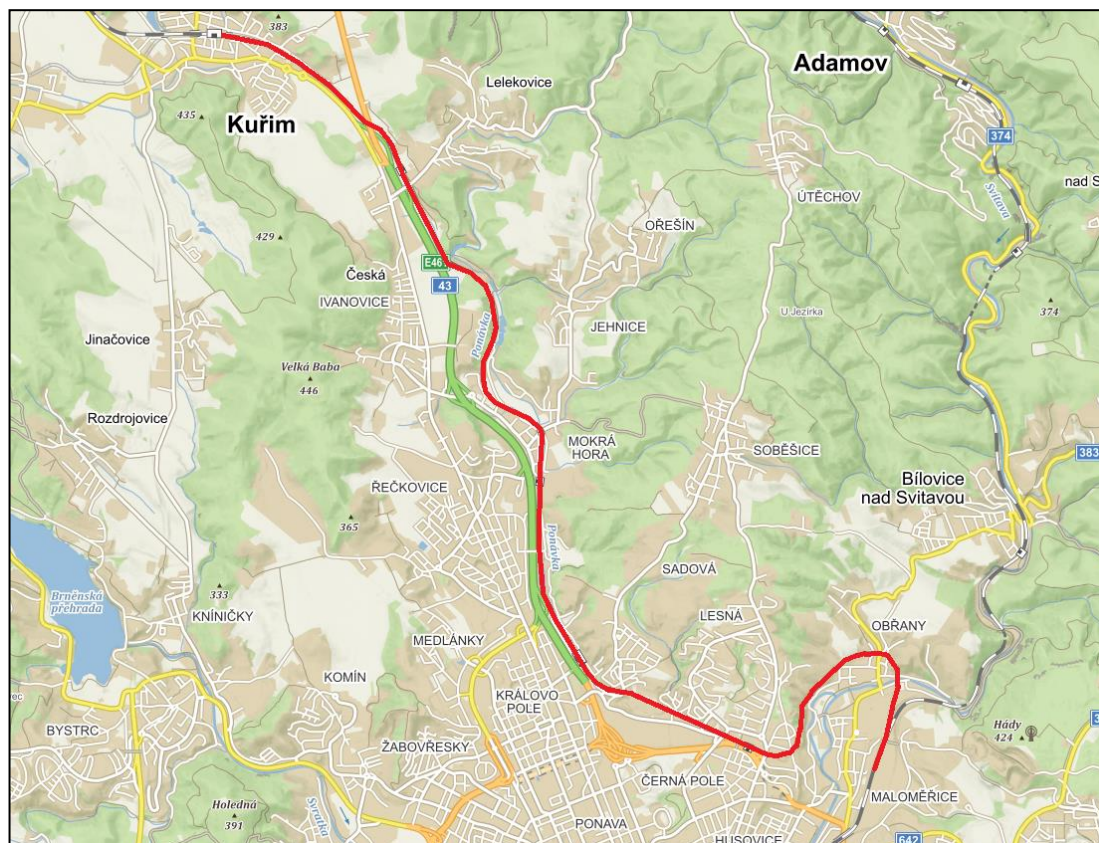 383
Adamov
Lelekovice
435
Kuřim
374
nad S
Svitava
ÚTĚCHOV
OŘEŠÍN
429
E461
Česká
43
IVANOVICE
374
U Jezírka
Ponávka
JEHNICE
Jinačovice
Velká Baba
446
Rozdrojovice
MOKRÁ
HORA
SOBĚŠICE
383
Bílovice
nad Svitavou
ŘEČKOVICE
365
Ponávka
SADOVÁ
Brněnská
přehrada
333
KNÍNIČKY
LESNÁ
OBŘANY
MEDLÁNKY
KOMÍN
KRÁLOVO
POLE
BYSTRC
Hády
424
ŽABOVŘESKY
ČERNÁ POLE
MALOMĚŘICE
Holedná
391
Svratka
PONAVA
HUSOVICE
642